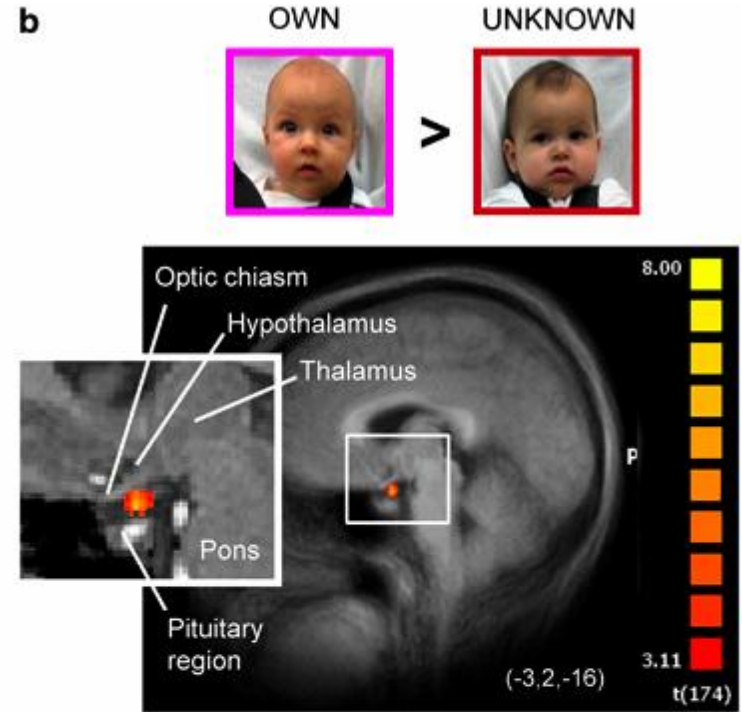 b
OWN
UNKNOWN
>
Optic chiasm
Hypothalamus
Thalamus
Pons
Pituitary
region
8.00
P
3.11
t(174)
(-3,2,-16)